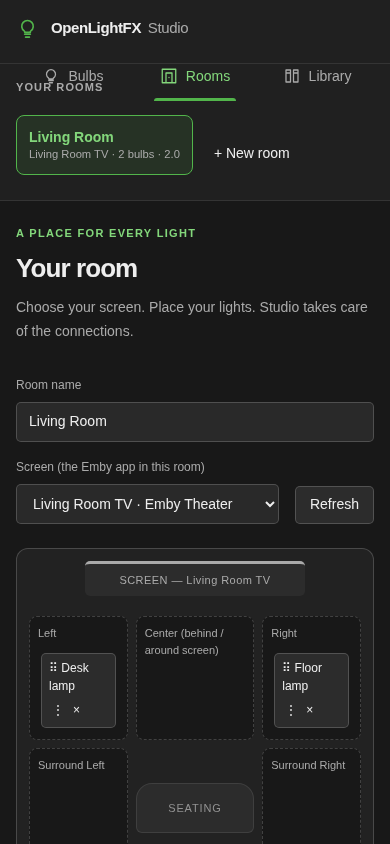 OpenLightFX Studio
Bulbs Rooms Library
YOUR ROOMS
Living Room
Living Room TV · 2 bulbs · 2.0
+ New room
A PLACE FOR EVERY LIGHT
Your room
Choose your screen. Place your lights. Studio takes care
of the connections.
Room name
Living Room
Screen (the Emby app in this room)
Living Room TV · Emby Theater
Refresh
SCREEN — Living Room TV
Left
⠿ Desk
lamp
⋮ ×
Center (behind /
around screen)
Right
⠿ Floor
lamp
⋮ ×
Surround Left
SEATING
Surround Right